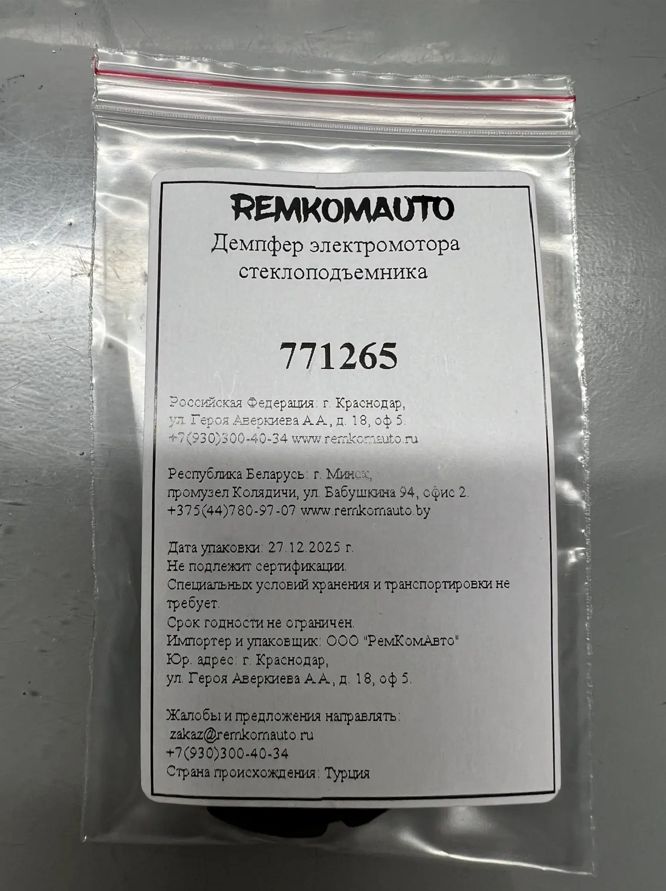 REMKOMAUTO
Демпфер электромотора
стеклоподъемника
771265
Российская Федерация: г. Краснодар,
ул. Героя Аверкиева А.А., д. 18, оф 5.
+7(930)300-40-34 www.remkomauto.ru
Республика Беларусь: г. Минск,
промузел Колядичи, ул. Бабушкина 94, офис 2.
+375(44)780-97-07 www.remkomauto.by
Дата упаковки: 27.12.2025 г.
Не подлежит сертификации.
Специальных условий хранения и транспортировки не
требует.
Срок годности не ограничен.
Импортер и упаковщик: ООО "РемКомАвто"
Юр. адрес: г. Краснодар,
ул. Героя Аверкиева А.А., д. 18, оф 5.
Жалобы и предложения направлять:
zakaz@remkomauto.ru
+7(930)300-40-34
Страна происхождения: Турция